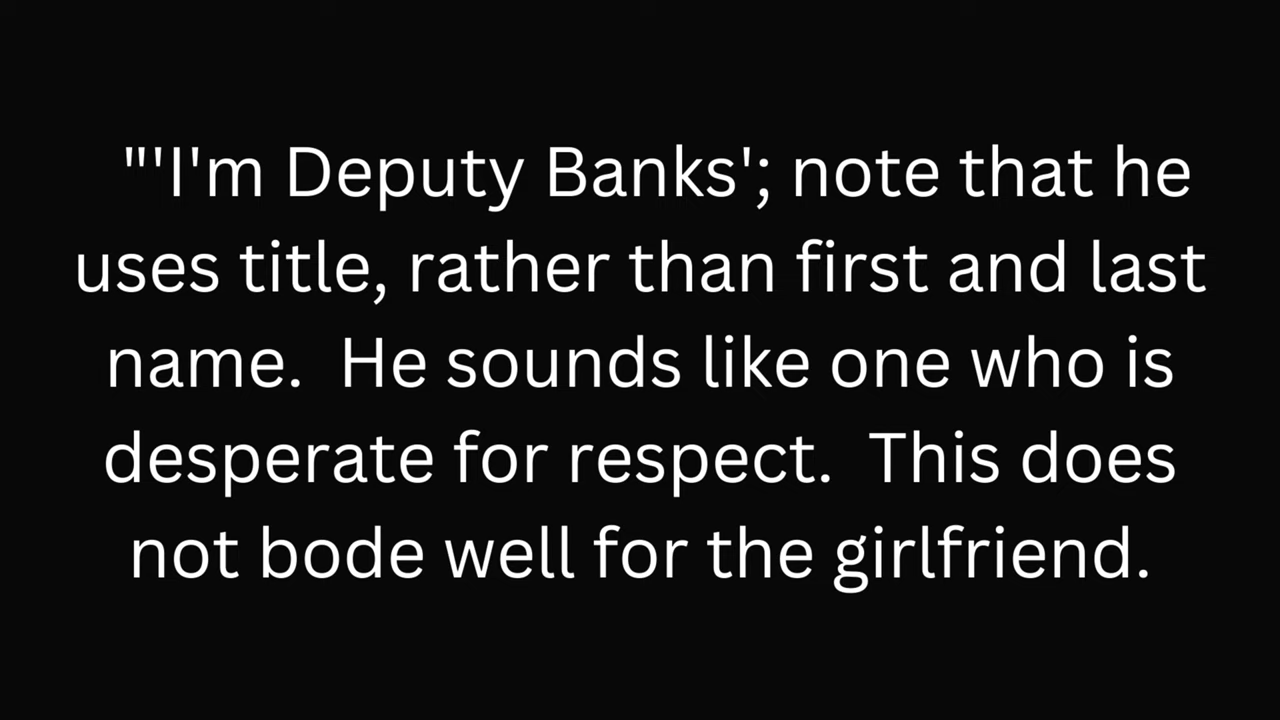 "'I'm Deputy Banks'; note that he
uses title, rather than first and last
name.  He sounds like one who is
desperate for respect.  This does
not bode well for the girlfriend.